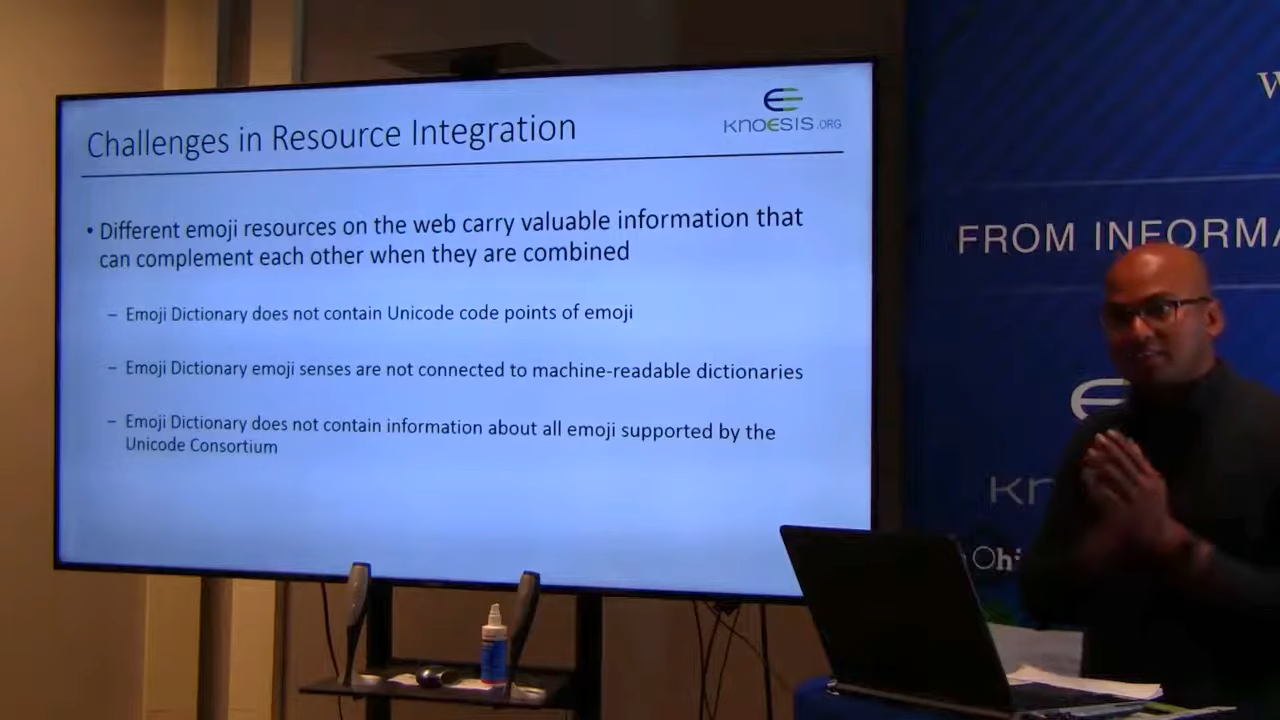 Challenges in Resource Integration
KNOESIS.ORG
• Different emoji resources on the web carry valuable information that
can complement each other when they are combined
– Emoji Dictionary does not contain Unicode code points of emoji
– Emoji Dictionary emoji senses are not connected to machine-readable dictionaries
– Emoji Dictionary does not contain information about all emoji supported by the
Unicode Consortium
FROM